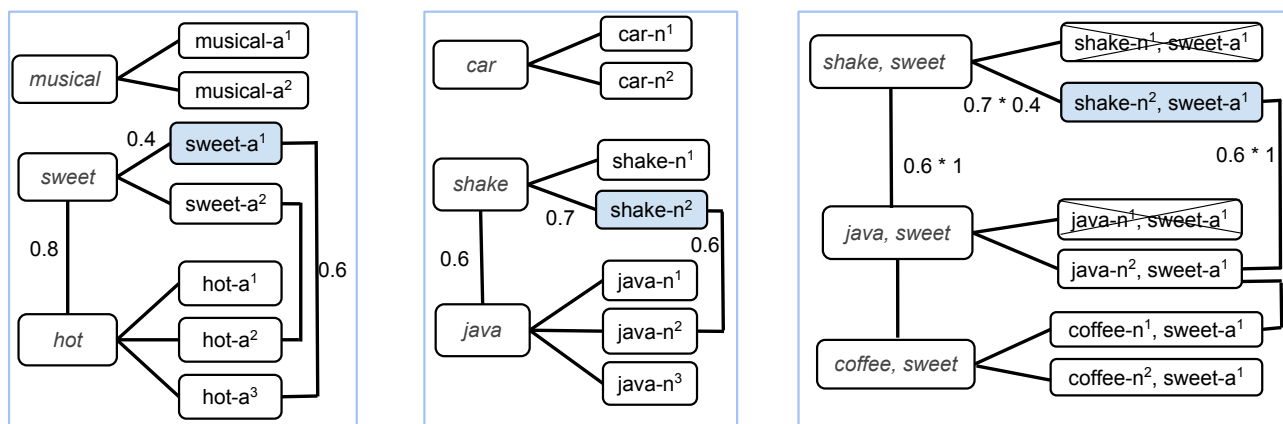 musical
musical-a¹
musical-a²
sweet
0.4
sweet-a¹
sweet-a²
0.8
0.6
hot
hot-a¹
hot-a²
hot-a³
car
car-n¹
car-n²
shake
shake-n¹
0.7
shake-n²
0.6
0.6
java
java-n¹
java-n²
java-n³
shake, sweet
shake-n¹, sweet-a¹
0.7 * 0.4
shake-n², sweet-a¹
0.6 * 1
0.6 * 1
java, sweet
java-n¹, sweet-a¹
java-n², sweet-a¹
coffee, sweet
coffee-n¹, sweet-a¹
coffee-n², sweet-a¹